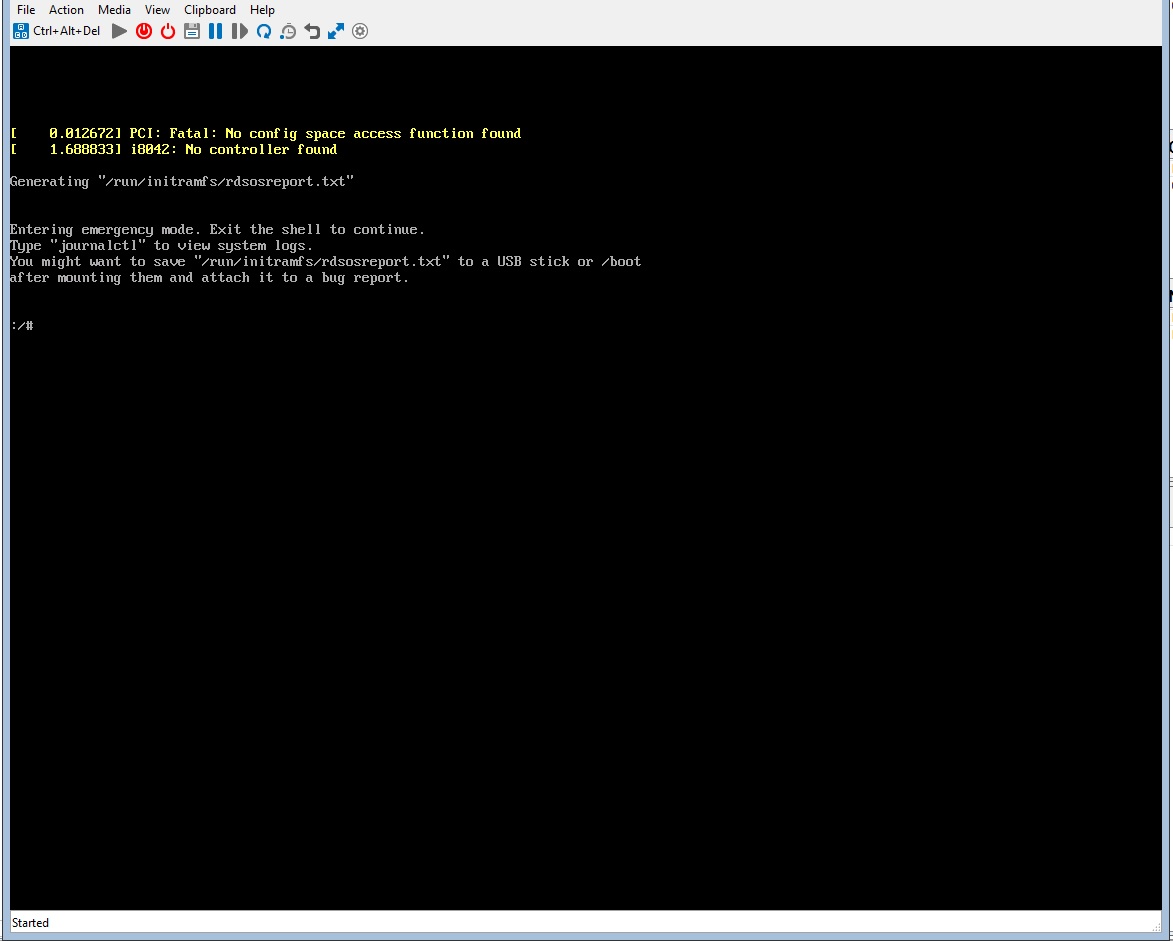 File Action Media View Clipboard Help
Ctrl+Alt+Del
[    0.012672] PCI: Fatal: No config space access function found
[    1.688833] i8042: No controller found
Generating "/run/initramfs/rdsosreport.txt"
Entering emergency mode. Exit the shell to continue.
Type "journalctl" to view system logs.
You might want to save "/run/initramfs/rdsosreport.txt" to a USB stick or /boot
after mounting them and attach it to a bug report.
:/#
Started